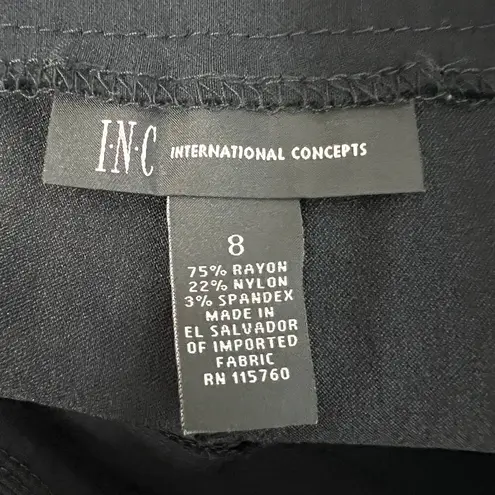 I·N·C INTERNATIONAL CONCEPTS
8
75% RAYON
22% NYLON
3% SPANDEX
MADE IN
EL SALVADOR
OF IMPORTED
FABRIC
RN 115760